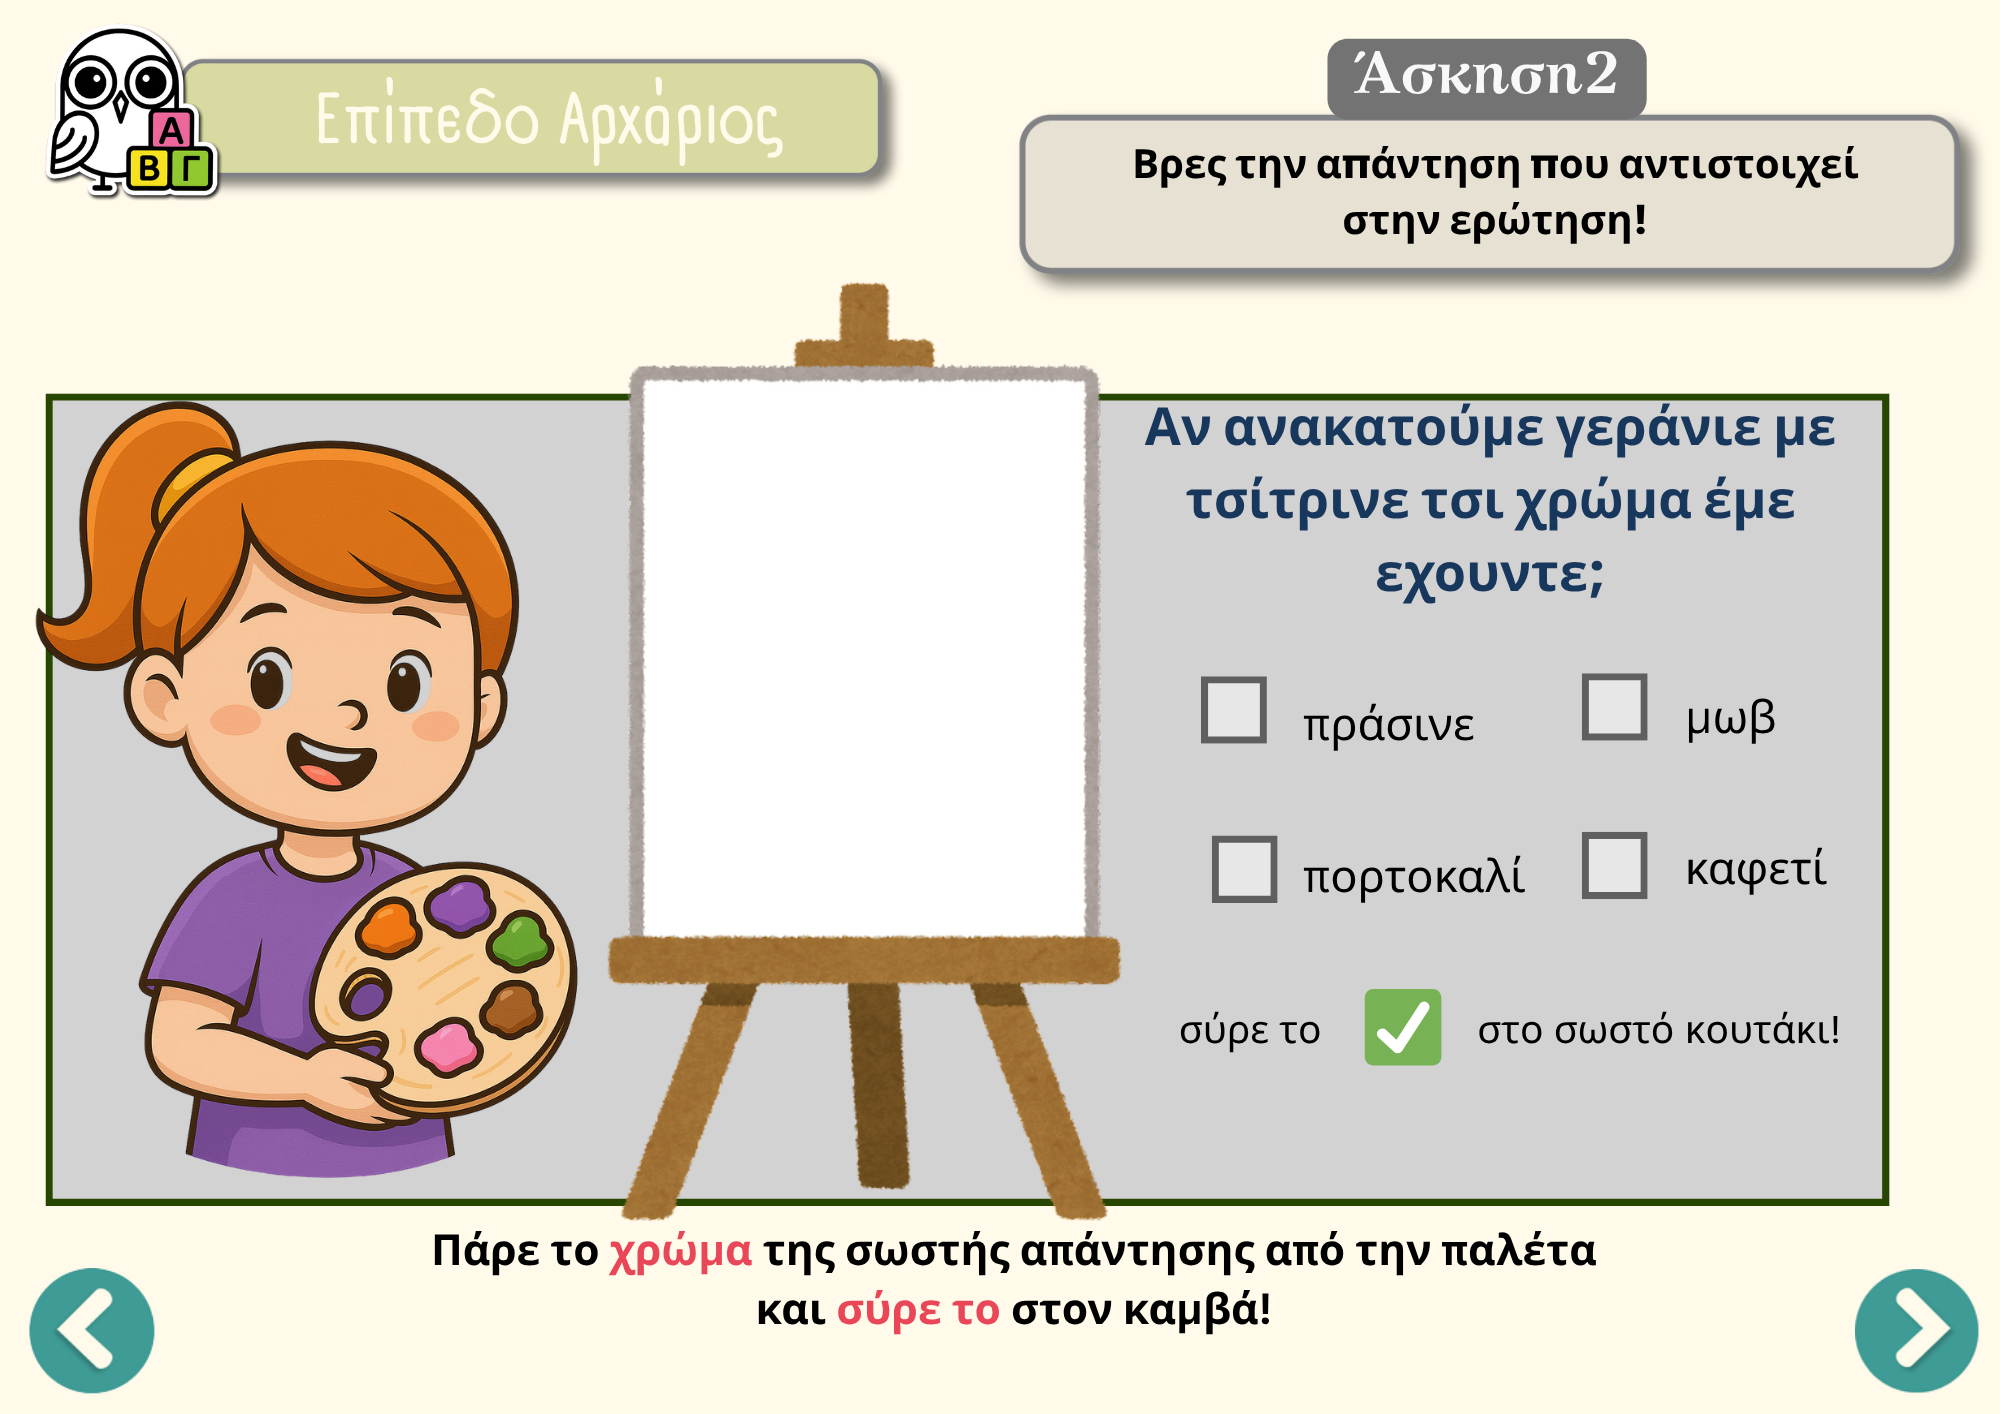 Α
Β Γ
Επίπεδο Αρχάριος
Άσκηση2
Βρες την απάντηση που αντιστοιχεί
στην ερώτηση!
Αν ανακατούμε γεράνιε με
τσίτρινε τσι χρώμα έμε
εχουντε;
πράσινε
μωβ
πορτοκαλί
καφετί
σύρε το
στο σωστό κουτάκι!
Πάρε το χρώμα της σωστής απάντησης από την παλέτα
και σύρε το στον καμβά!